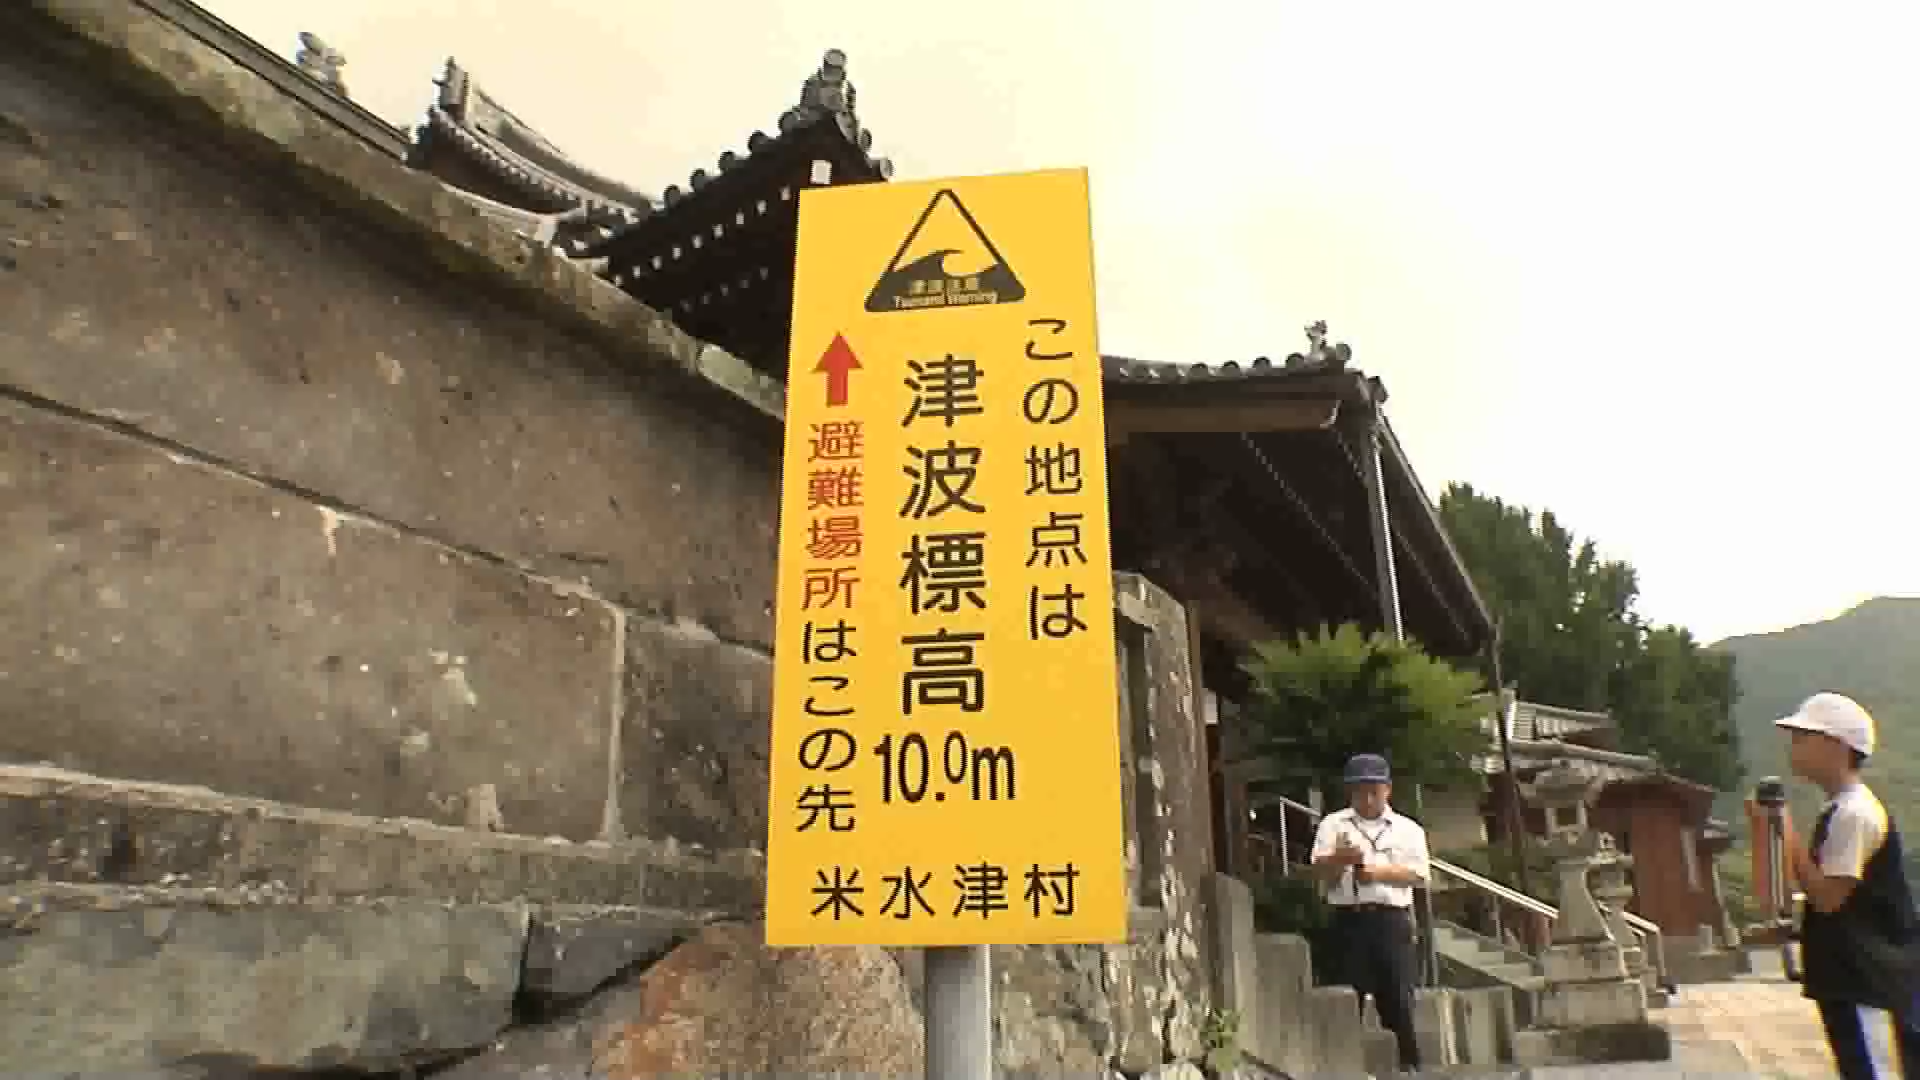 津波注意
Tsunami Warning
この地点は
津波標高
10.0m
↑避難場所はこの先
米水津村